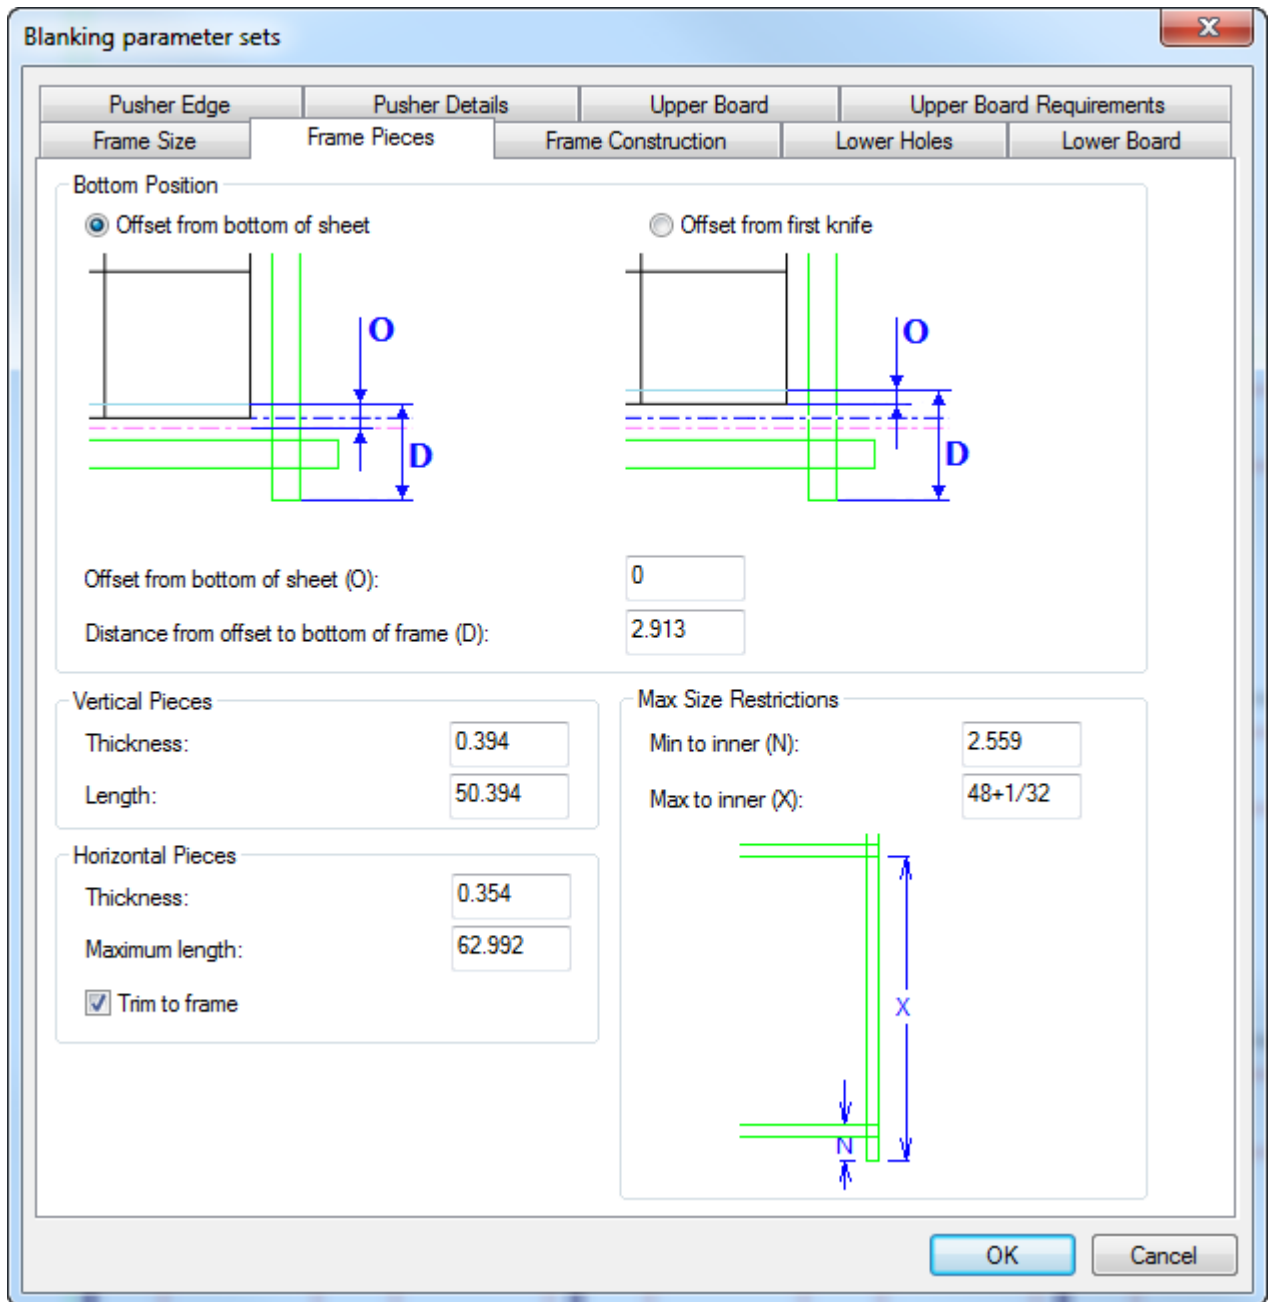 Blanking parameter sets
X
Pusher Edge
Pusher Details
Upper Board
Upper Board Requirements
Frame Size
Frame Pieces
Frame Construction
Lower Holes
Lower Board
Bottom Position
Offset from bottom of sheet
Offset from first knife
O
D
O
D
Offset from bottom of sheet (O):
0
Distance from offset to bottom of frame (D):
2.913
Vertical Pieces
Thickness:
0.394
Length:
50.394
Horizontal Pieces
Thickness:
0.354
Maximum length:
62.992
Trim to frame
Max Size Restrictions
Min to inner (N):
2.559
Max to inner (X):
48+1/32
X
N
OK
Cancel